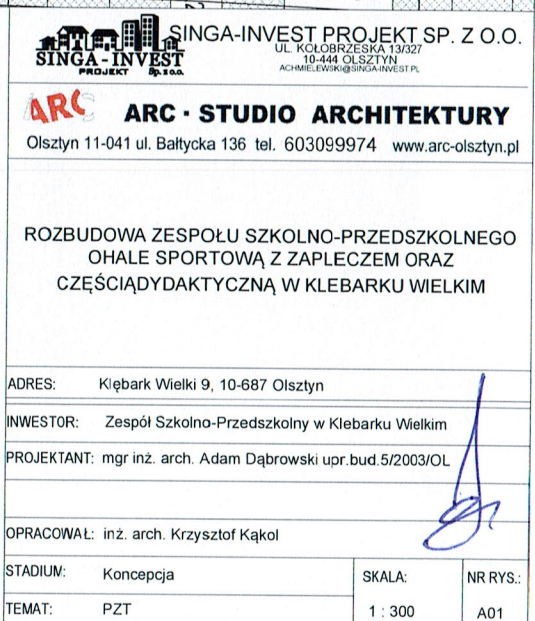 SINGA-INVEST PROJEKT SP. Z O.O.
UL. KOŁOBRZESKA 13/327
10-444 OLSZTYN
ACHMIELEWSKI@SINGA-INVEST.PL
SINGA-INVEST
PROJEKT Sp. z o.o.
ARC
ARC · STUDIO ARCHITEKTURY
Olsztyn 11-041 ul. Bałtycka 136 tel. 603099974 www.arc-olsztyn.pl
ROZBUDOWA ZESPOŁU SZKOLNO-PRZEDSZKOLNEGO
OHALE SPORTOWĄ Z ZAPLECZEM ORAZ
CZĘŚCIĄDYDAKTYCZNĄ W KLEBARKU WIELKIM
ADRES: Klębark Wielki 9, 10-687 Olsztyn
INWESTOR: Zespół Szkolno-Przedszkolny w Klebarku Wielkim
PROJEKTANT: mgr inż. arch. Adam Dąbrowski upr.bud.5/2003/OL
OPRACOWAŁ: inż. arch. Krzysztof Kąkol
STADIUM: Koncepcja
SKALA:
NR RYS.:
TEMAT: PZT
1 : 300
A01